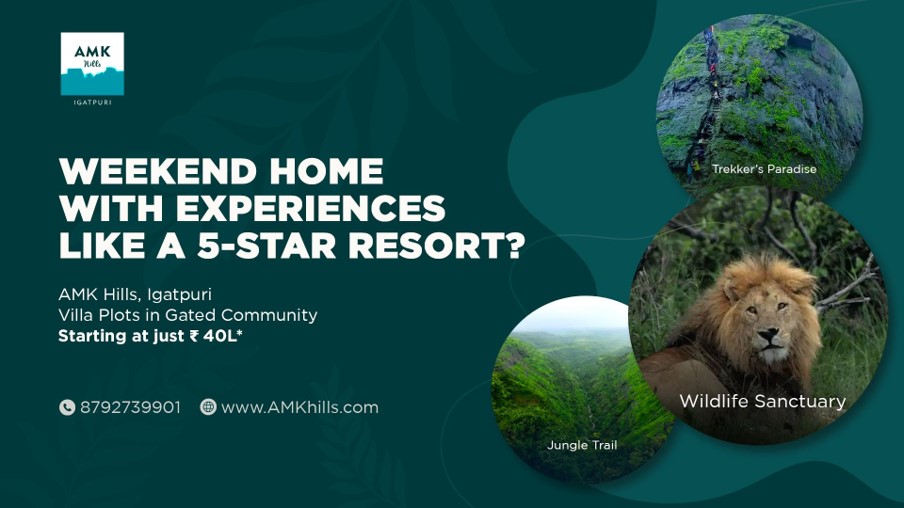 AMK
Hills
IGATPURI
WEEKEND HOME
WITH EXPERIENCES
LIKE A 5-STAR RESORT?
AMK Hills, Igatpuri
Villa Plots in Gated Community
Starting at just ₹ 40L*
8792739901 www.AMKhills.com
Trekker's Paradise
Wildlife Sanctuary
Jungle Trail